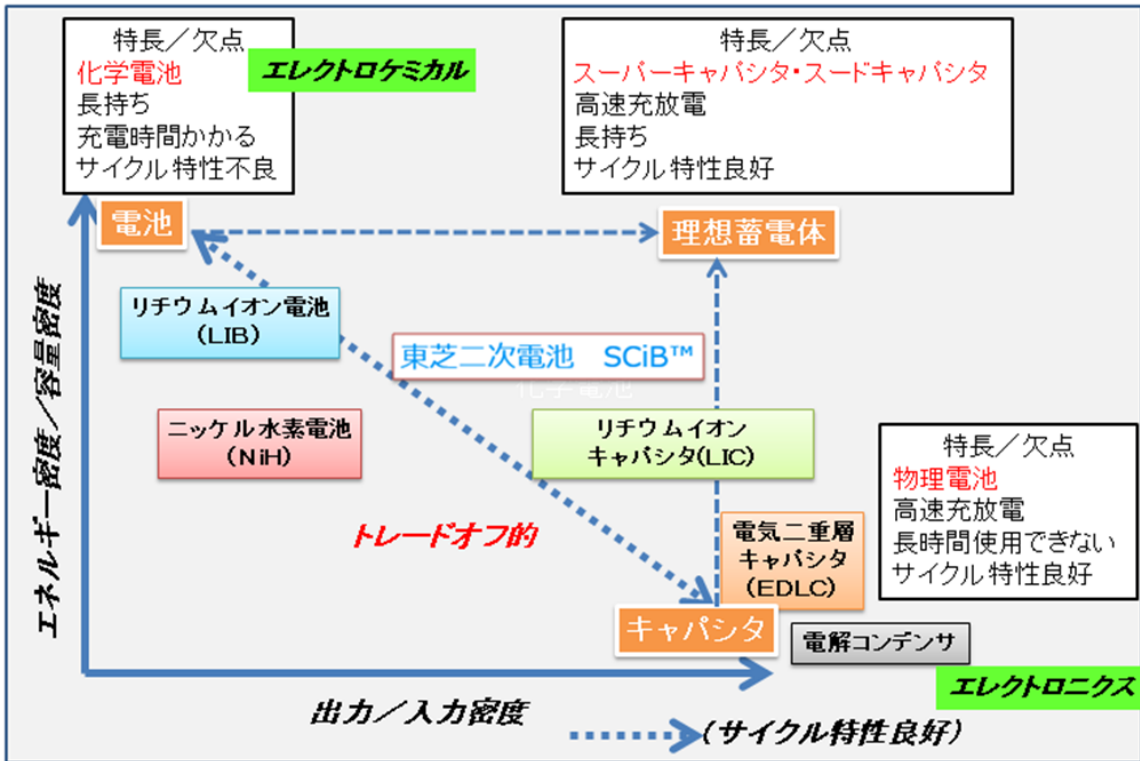 特長／欠点
化学電池
長持ち
充電時間かかる
サイクル特性不良
エレクトロケミカル
特長／欠点
スーパーキャパシタ・スードキャパシタ
高速充放電
長持ち
サイクル特性良好
電池
理想蓄電体
リチウムイオン電池
(LIB)
東芝二次電池 SCiB™
化学電池
ニッケル水素電池
(NiH)
リチウムイオン
キャパシタ(LIC)
特長／欠点
物理電池
高速充放電
長時間使用できない
サイクル特性良好
トレードオフ的
電気二重層
キャパシタ
(EDLC)
キャパシタ
電解コンデンサ
エレクトロニクス
エネルギー密度／容量密度
出力／入力密度
(サイクル特性良好)